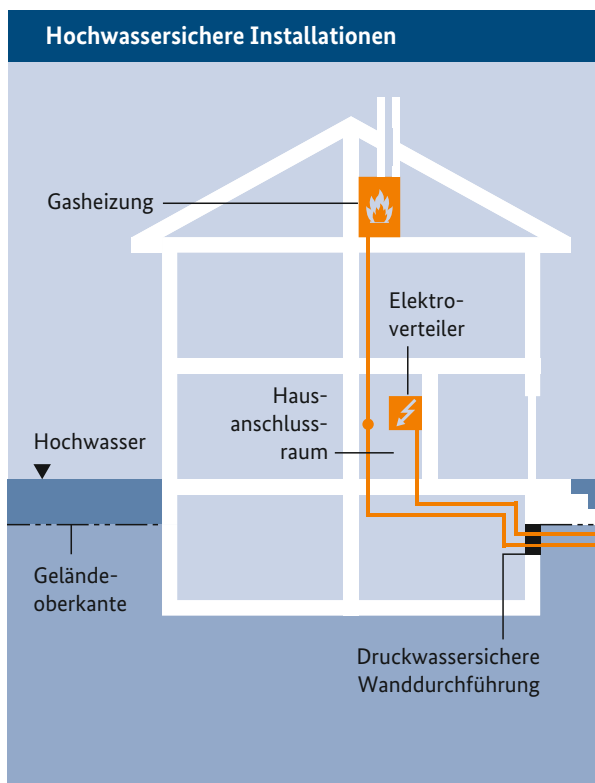 Hochwassersichere Installationen
Gasheizung
Elektro-
verteiler
Haus-
anschluss-
raum
Hochwasser
Gelände-
oberkante
Druckwassersichere
Wanddurchführung